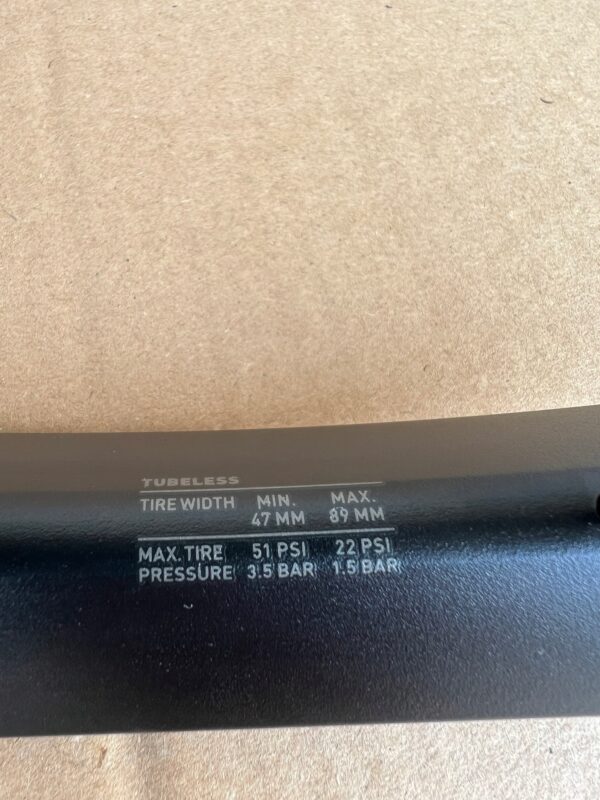 TUBELESS
TIRE WIDTH MIN. MAX.
47 MM 89 MM
MAX. TIRE 51 PSI 22 PSI
PRESSURE 3.5 BAR 1.5 BAR